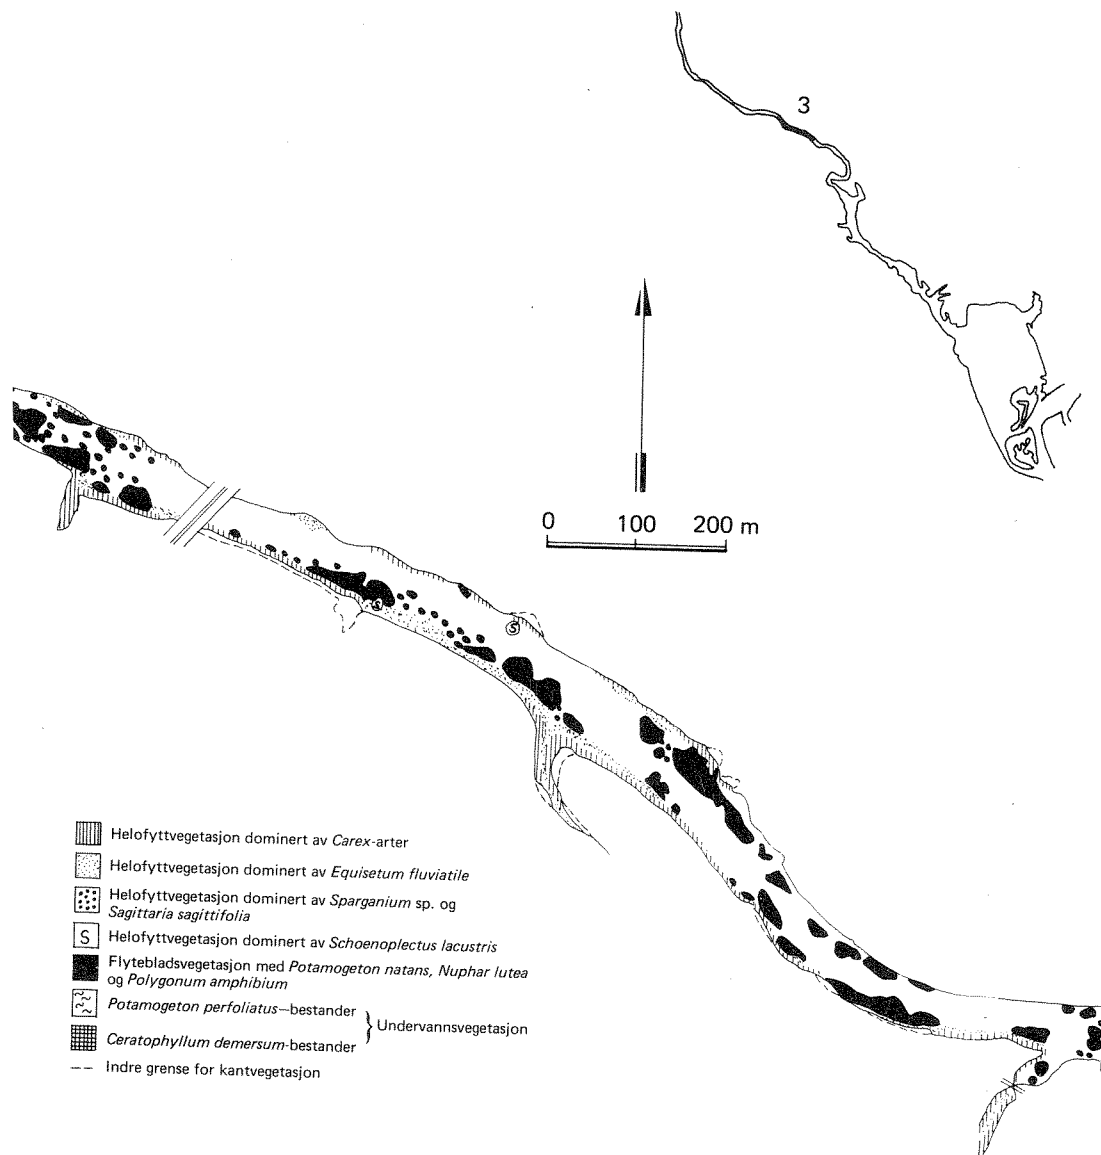 3
0 100 200 m
S
S
Helofyttvegetasjon dominert av Carex-arter
Helofyttvegetasjon dominert av Equisetum fluviatile
Helofyttvegetasjon dominert av Sparganium sp. og
Sagittaria sagittifolia
S Helofyttvegetasjon dominert av Schoenoplectus lacustris
Flytebladsvegetasjon med Potamogeton natans, Nuphar lutea
og Polygonum amphibium
Potamogeton perfoliatus–bestander
} Undervannsvegetasjon
Ceratophyllum demersum-bestander
Indre grense for kantvegetasjon